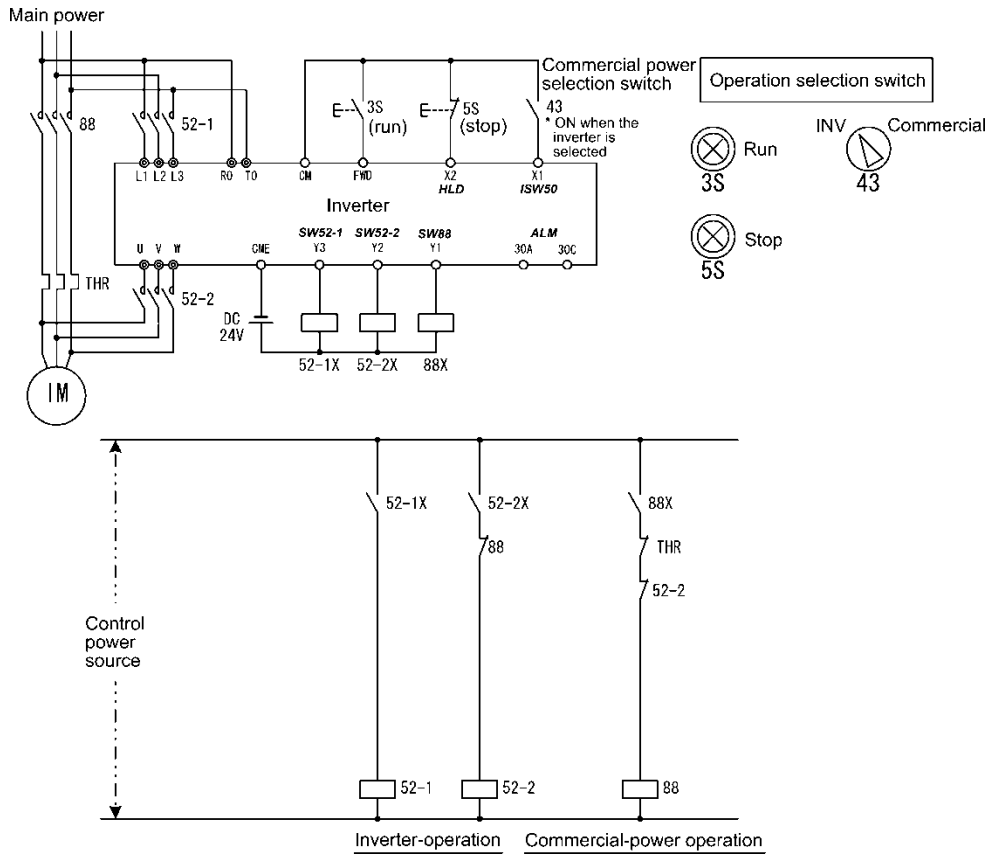 Main power
Commercial power
selection switch
Operation selection switch
88
52-1
3S
(run)
5S
(stop)
43
* ON when the
inverter is
selected
INV
Commercial
Run
3S
43
L1 L2 L3
R0 T0
CM
FWD
X2
X1
HLD
ISW50
Inverter
Stop
5S
SW52-1
SW52-2
SW88
ALM
U V W
CME
Y3
Y2
Y1
30A
30C
THR
52-2
DC
24V
52-1X
52-2X
88X
IM
52-1X
52-2X
88X
88
THR
52-2
Control
power
source
52-1
52-2
88
Inverter-operation
Commercial-power operation